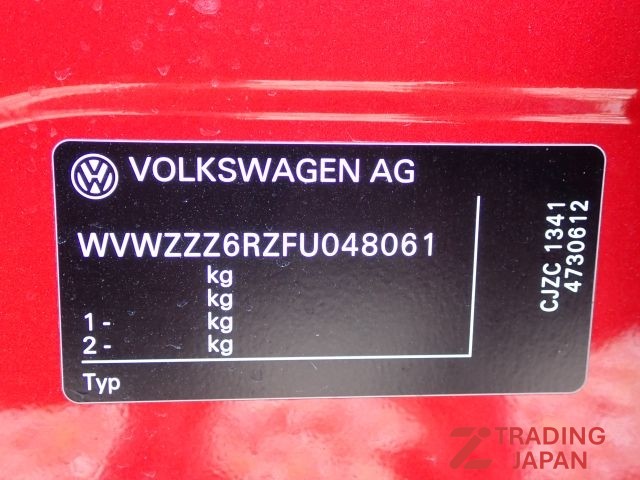 VOLKSWAGEN AG
WVWZZZ6RZFU048061
kg
kg
1 - kg
2 - kg
Typ
CJZC 1341
4730612
TRADING
JAPAN